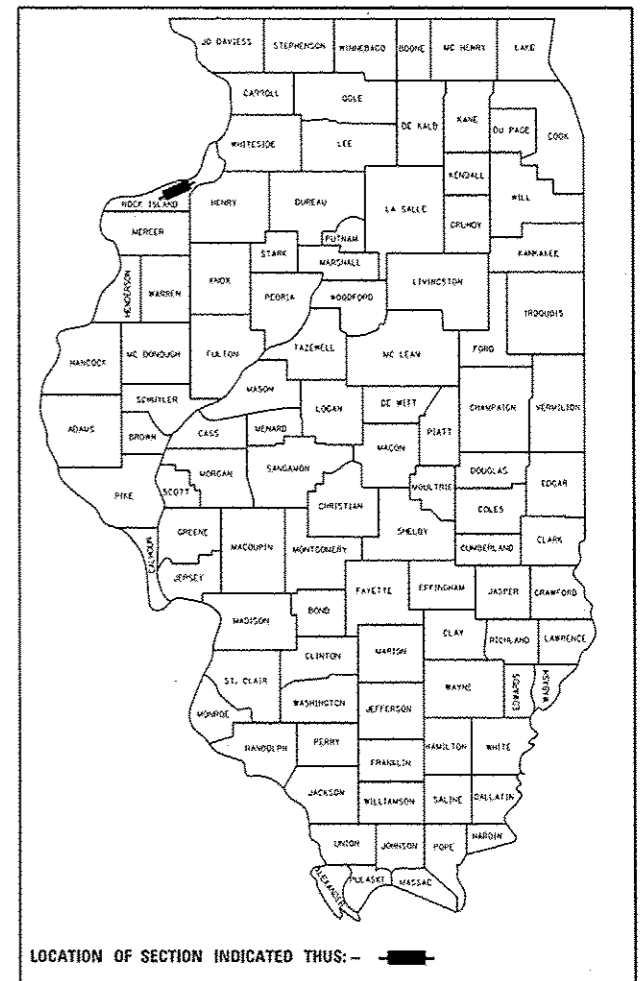 JO DAVIESS
STEPHENSON
WINNEBAGO
BOONE
MC HENRY
LAKE
CARROLL
OGLE
DE KALB
KANE
DU PAGE
COOK
WHITESIDE
LEE
KENDALL
WILL
ROCK ISLAND
HENRY
BUREAU
LA SALLE
GRUNDY
MERCER
PUTNAM
STARK
MARSHALL
KANKAKEE
HENDERSON
WARREN
KNOX
PEORIA
WOODFORD
LIVINGSTON
IROQUOIS
HANCOCK
MC DONOUGH
FULTON
TAZEWELL
MC LEAN
FORD
SCHUYLER
MASON
ADAMS
BROWN
CASS
MENARD
LOGAN
DE WITT
CHAMPAIGN
VERMILION
MACON
PIATT
PIKE
SCOTT
MORGAN
SANGAMON
MOULTRIE
DOUGLAS
EDGAR
CHRISTIAN
COLES
CALHOUN
GREENE
MACOUPIN
MONTGOMERY
SHELBY
CUMBERLAND
CLARK
JERSEY
FAYETTE
EFFINGHAM
JASPER
CRAWFORD
MADISON
BOND
CLAY
RICHLAND
LAWRENCE
CLINTON
MARION
ST. CLAIR
WAYNE
EDWARDS
WABASH
MONROE
WASHINGTON
JEFFERSON
RANDOLPH
PERRY
FRANKLIN
HAMILTON
WHITE
JACKSON
WILLIAMSON
SALINE
GALLATIN
UNION
JOHNSON
POPE
HARDIN
ALEXANDER
PULASKI
MASSAC
LOCATION OF SECTION INDICATED THUS:-